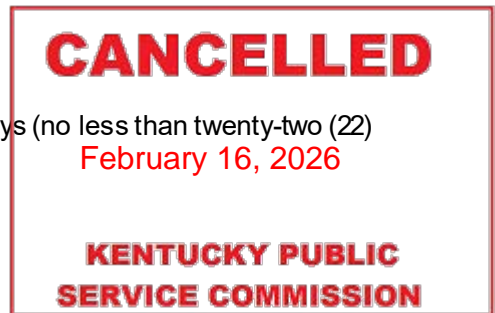 CANCELLED
ys (no less than twenty-two (22)
February 16, 2026
KENTUCKY PUBLIC
SERVICE COMMISSION